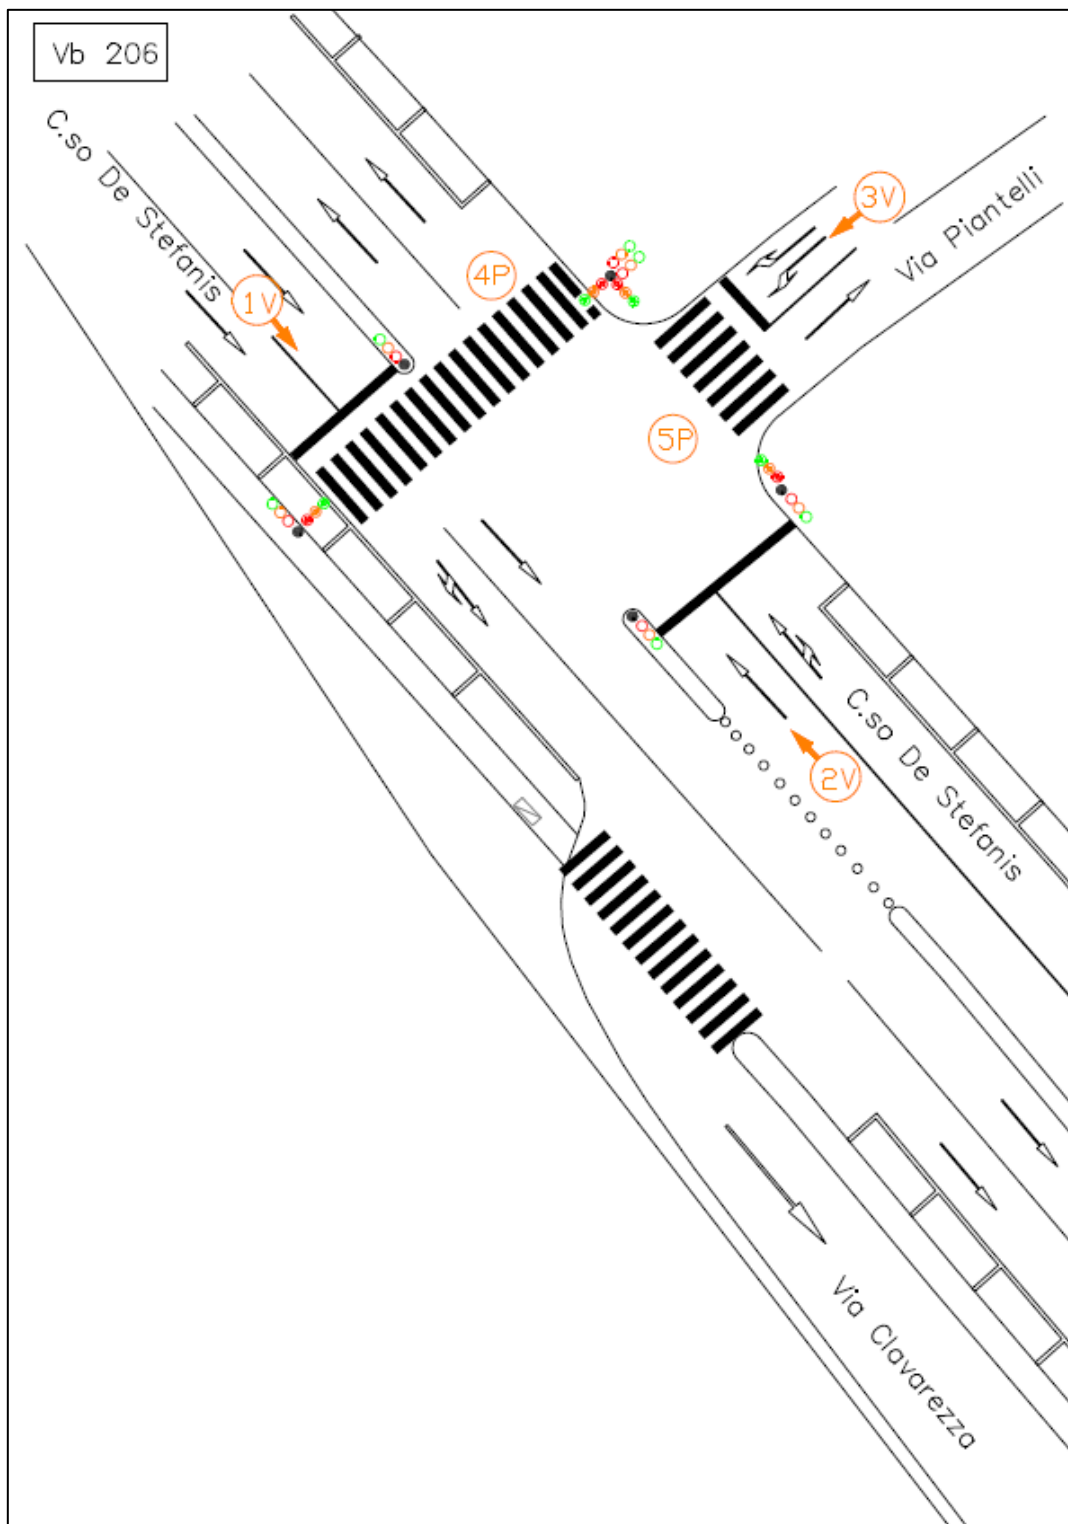 Vb 206
C.so De Stefanis
1V
4P
3V
Via Piantelli
5P
2V
C.so De Stefanis
Via Clavarezza